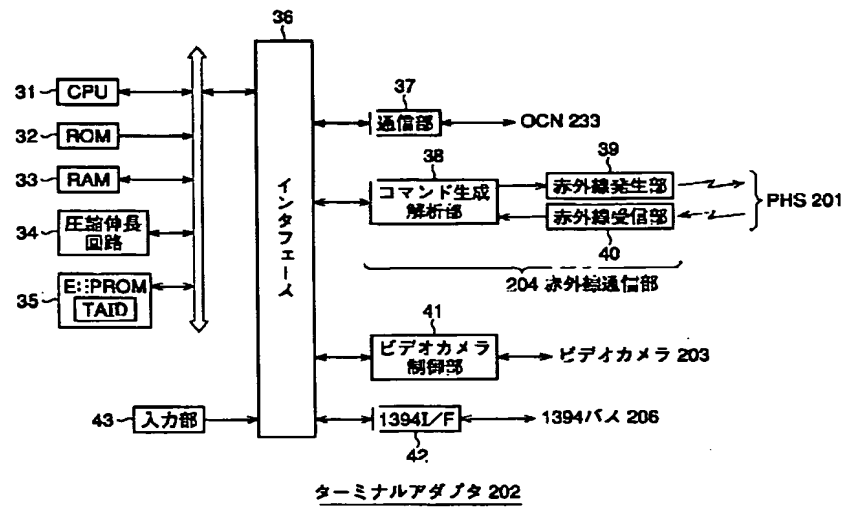 36
31 CPU
32 ROM
33 RAM
34 圧縮伸長
回路
35 E::PROM
TAID
43 入力部
インタフェース
37
通信部
OCN 233
38
コマンド生成
解析部
39
赤外線発生部
赤外線受信部
40
PHS 201
204 赤外線通信部
41
ビデオカメラ
制御部
ビデオカメラ 203
1394I/F
42
1394バス 206
ターミナルアダプタ 202